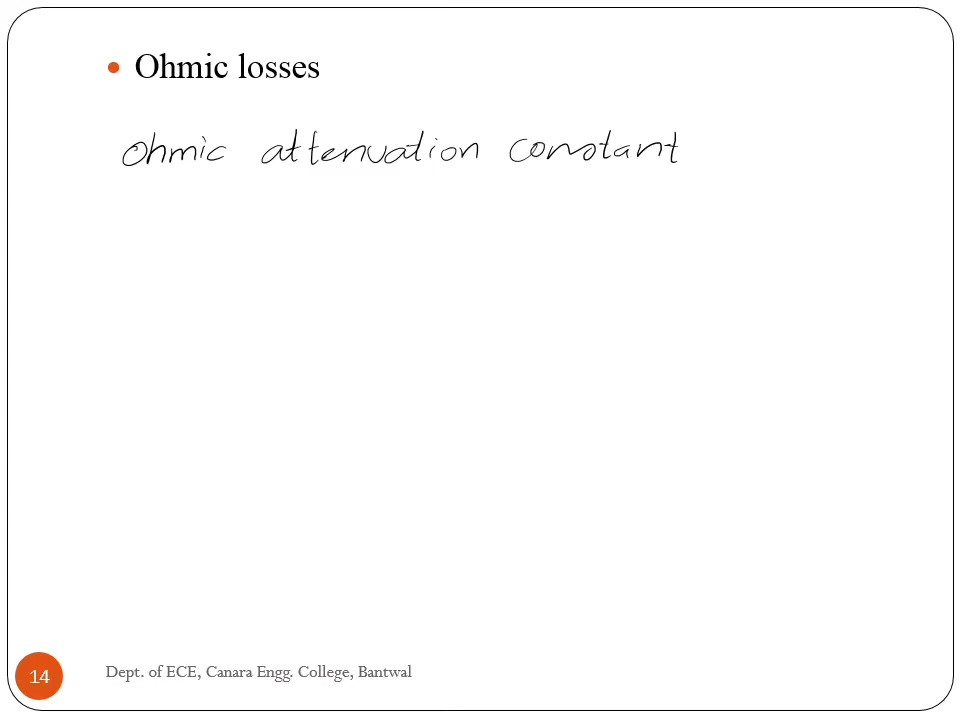 • Ohmic losses
Ohmic attenuation constant
14
Dept. of ECE, Canara Engg. College, Bantwal